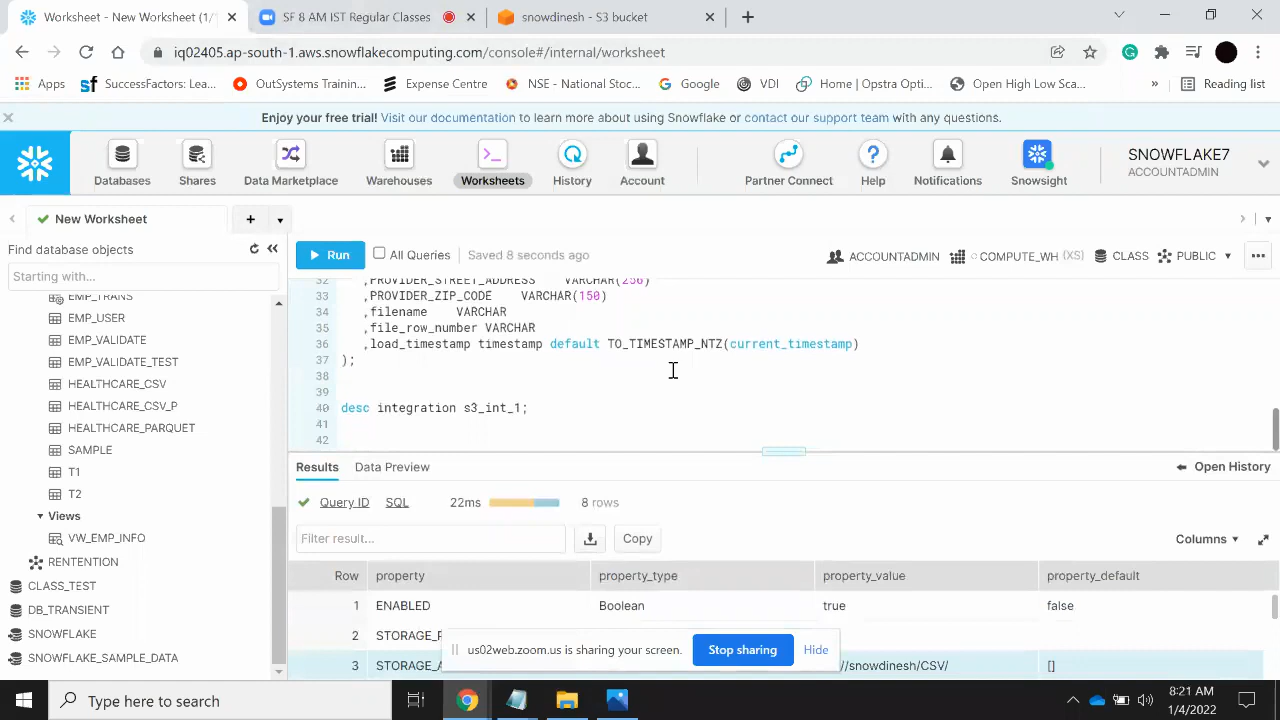 Worksheet - New Worksheet (1/
SF 8 AM IST Regular Classes
snowdinesh - S3 bucket
iq02405.ap-south-1.aws.snowflakecomputing.com/console#/internal/worksheet
Apps
SuccessFactors: Lea...
OutSystems Training...
Expense Centre
NSE - National Stoc...
Google
VDI
Home | Opstra Opti...
Open High Low Sca...
»
Reading list
Enjoy your free trial! Visit our documentation to learn more about using Snowflake or contact our support team with any questions.
Databases
Shares
Data Marketplace
Warehouses
Worksheets
History
Account
Partner Connect
Help
Notifications
Snowsight
SNOWFLAKE7
ACCOUNTADMIN
New Worksheet
Find database objects
Starting with...
EMP_TRANS
EMP_USER
EMP_VALIDATE
EMP_VALIDATE_TEST
HEALTHCARE_CSV
HEALTHCARE_CSV_P
HEALTHCARE_PARQUET
SAMPLE
T1
T2
Views
VW_EMP_INFO
RENTENTION
CLASS_TEST
DB_TRANSIENT
SNOWFLAKE
SNOWFLAKE_SAMPLE_DATA
Run
All Queries
Saved 8 seconds ago
ACCOUNTADMIN
COMPUTE_WH (XS)
CLASS
PUBLIC
32 ,PROVIDER_STREET_ADDRESS VARCHAR(256)
33 ,PROVIDER_ZIP_CODE VARCHAR(150)
34 ,filename VARCHAR
35 ,file_row_number VARCHAR
36 ,load_timestamp timestamp default TO_TIMESTAMP_NTZ(current_timestamp)
37 );
38
39
40 desc integration s3_int_1;
41
42
Results
Data Preview
Open History
Query ID
SQL
22ms
8 rows
Filter result...
Copy
Columns
Row property property_type property_value property_default
1 ENABLED Boolean true false
2 STORAGE_P
3 STORAGE_A //snowdinesh/CSV/ []
us02web.zoom.us is sharing your screen.
Stop sharing
Hide
Type here to search
8:21 AM
1/4/2022